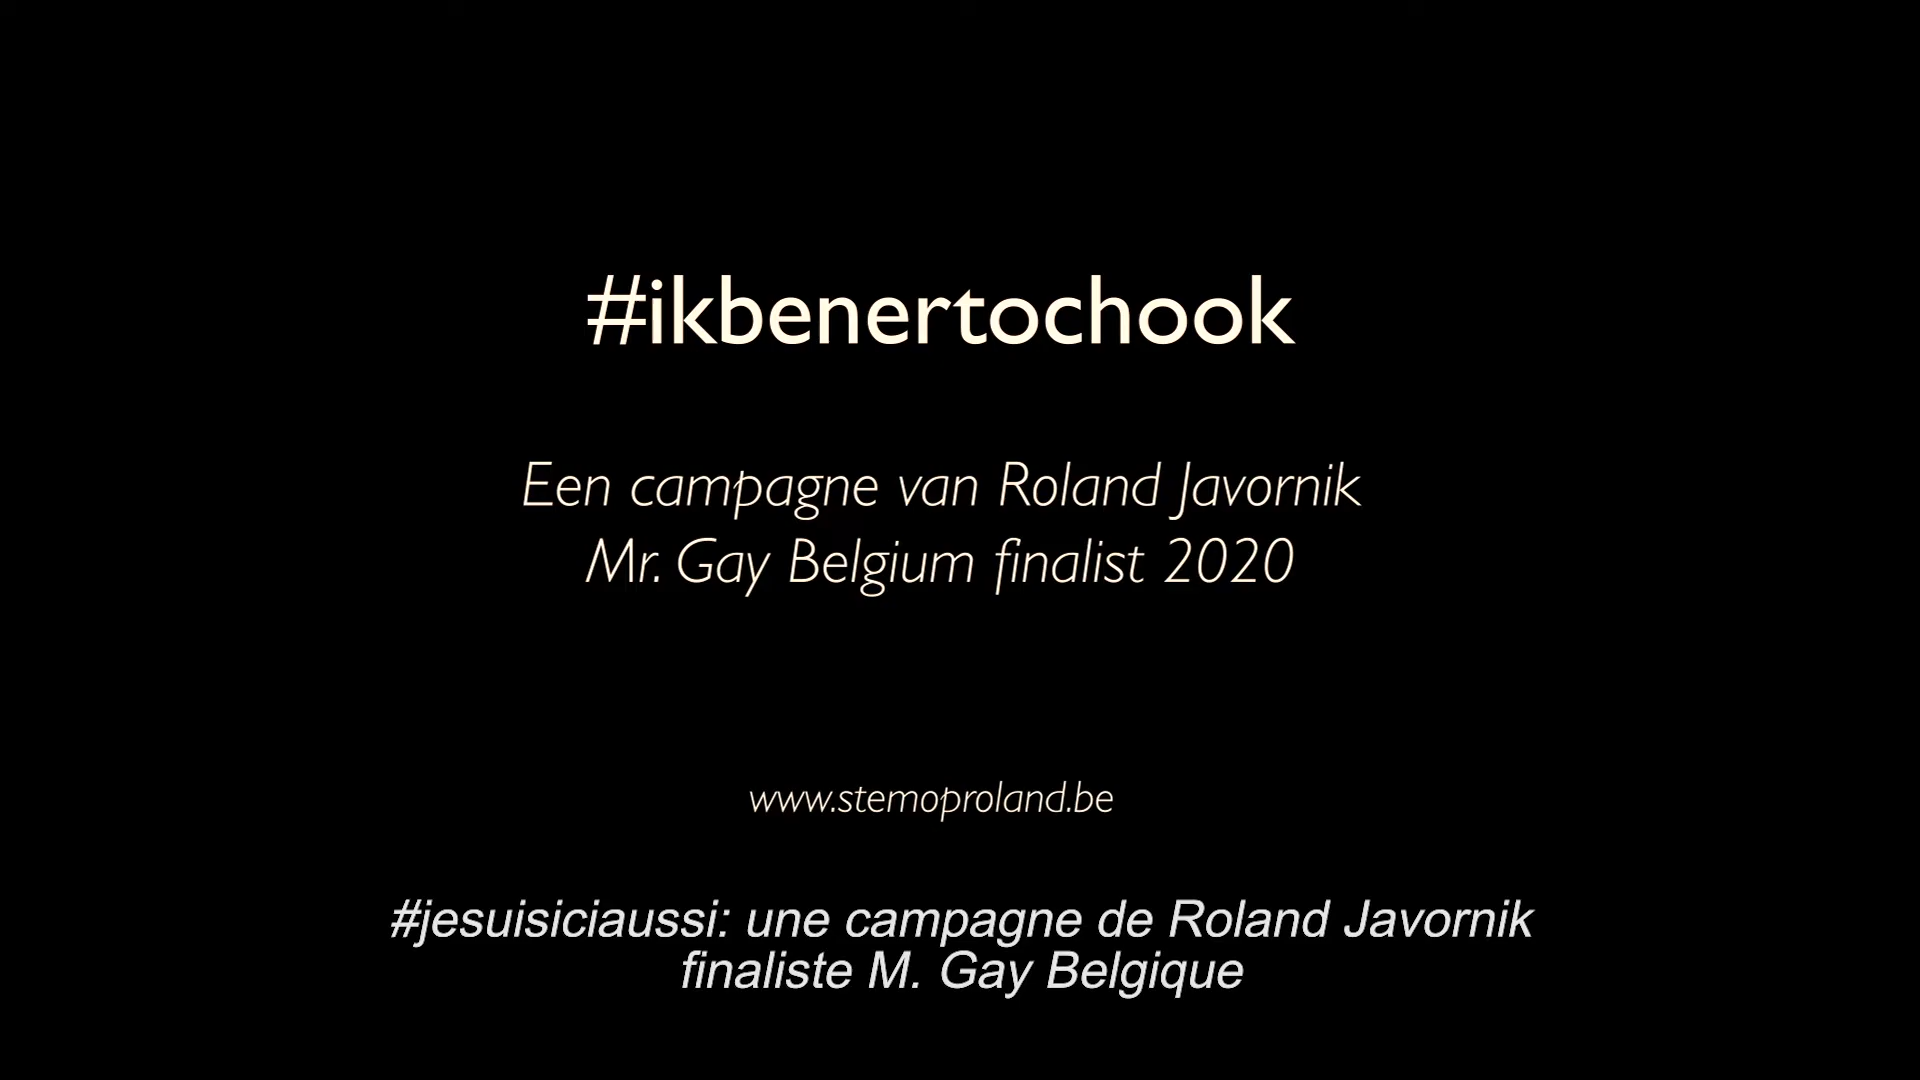 #ikbenertochook
Een campagne van Roland Javornik
Mr. Gay Belgium finalist 2020
www.stemoproland.be
#jesuisiciaussi: une campagne de Roland Javornik
finaliste M. Gay Belgique